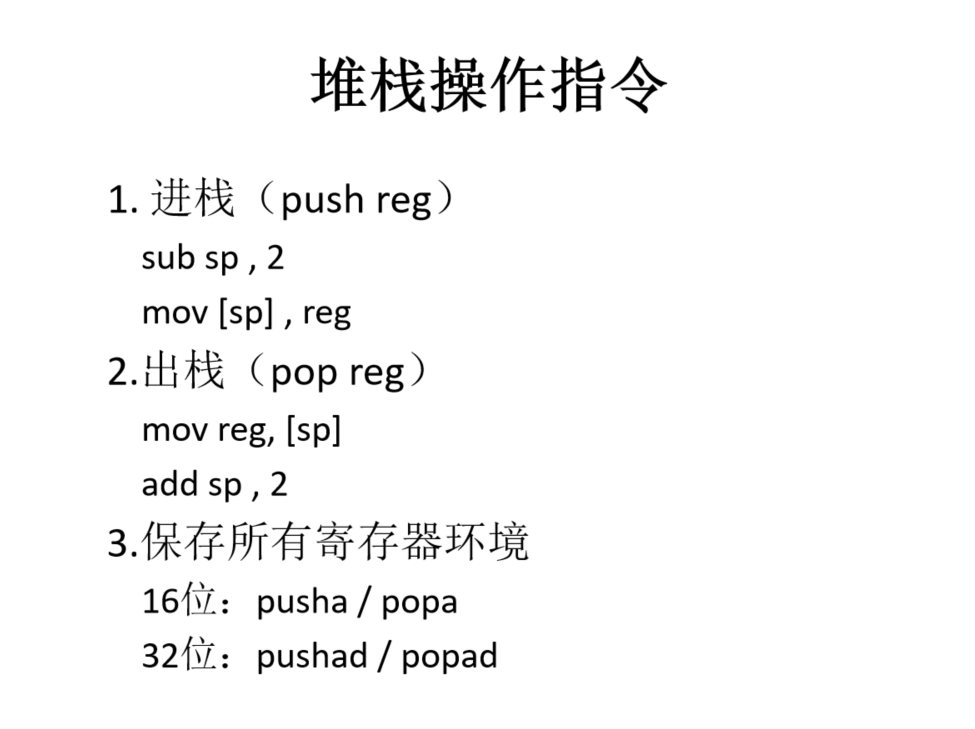 堆栈操作指令
1. 进栈（push reg）
sub sp , 2
mov [sp] , reg
2.出栈（pop reg）
mov reg, [sp]
add sp , 2
3.保存所有寄存器环境
16位：pusha / popa
32位：pushad / popad